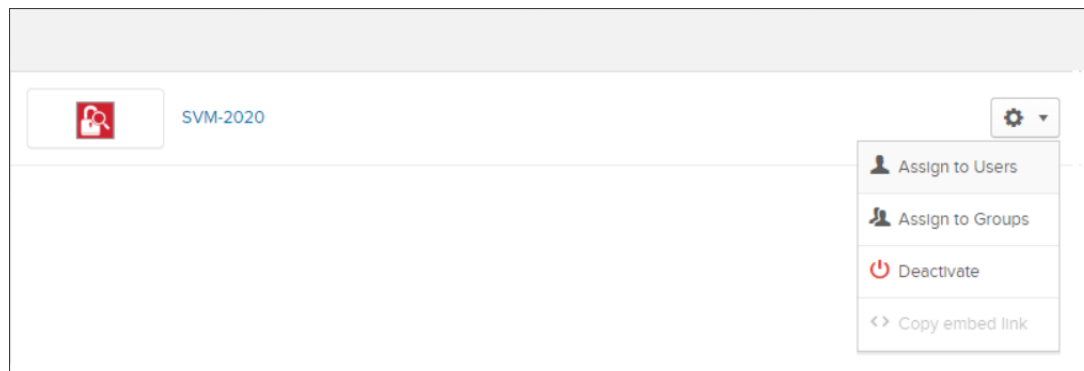 SVM-2020
Assign to Users
Assign to Groups
Deactivate
Copy embed link